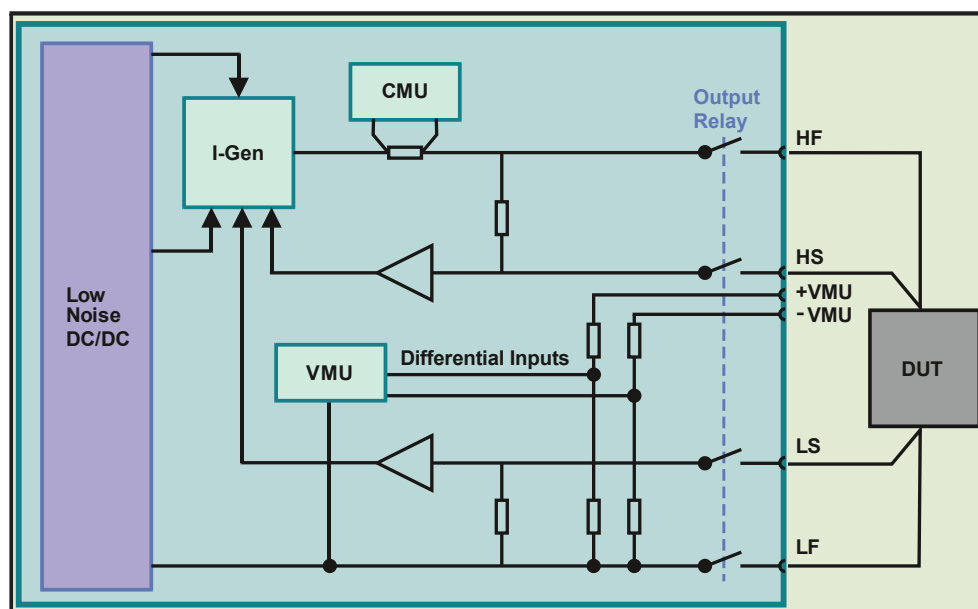 CMU
Output
Relay
HF
I-Gen
HS
+VMU
-VMU
Low
Noise
DC/DC
Differential Inputs
VMU
DUT
LS
LF